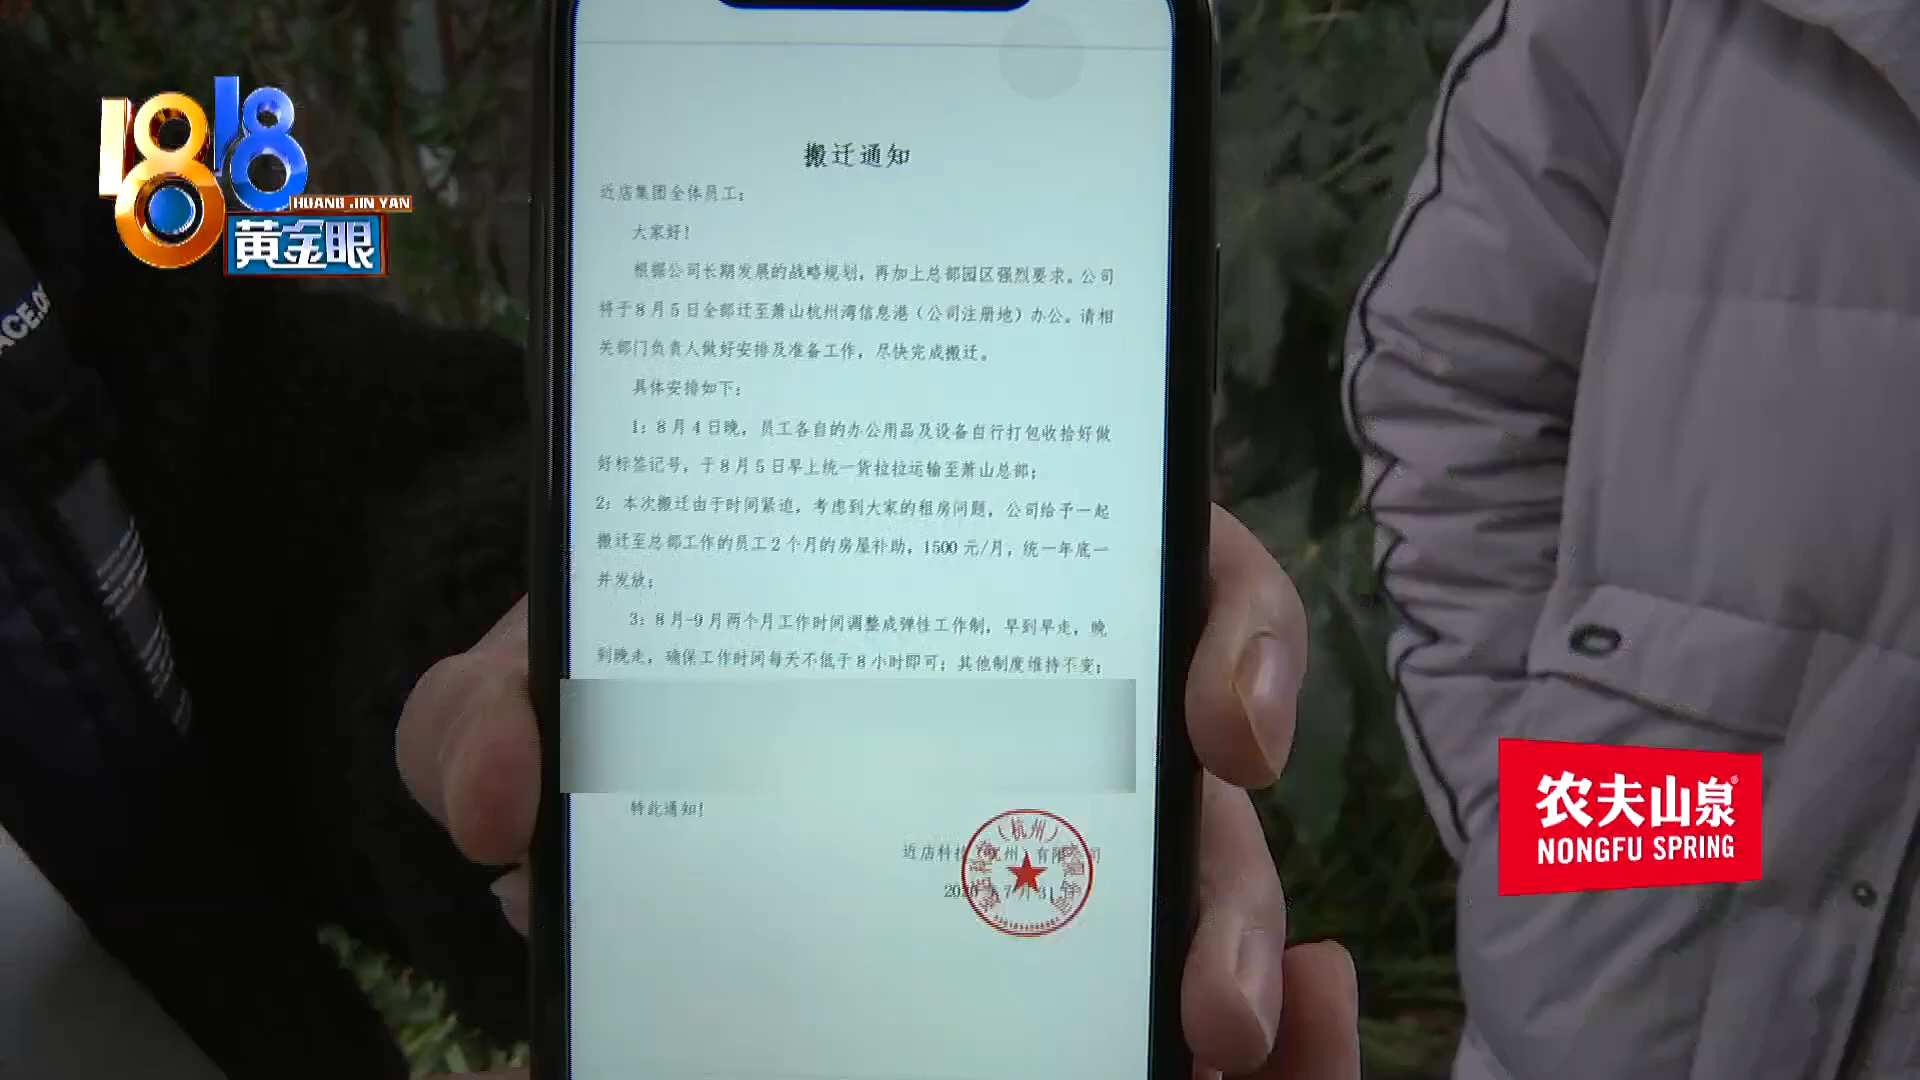 1818
HUANG JIN YAN
黄金眼
搬迁通知
近店集团全体员工：
大家好！
根据公司长期发展的战略规划，再加上总部园区强烈要求。公司
将于8月5日全部迁至萧山杭州湾信息港（公司注册地）办公。请相
关部门负责人做好安排及准备工作，尽快完成搬迁。
具体安排如下：
1：8月4日晚，员工各自的办公用品及设备自行打包收拾好做
好标签记号，于8月5日早上统一货拉拉运输至萧山总部；
2：本次搬迁由于时间紧迫，考虑到大家的租房问题，公司给予一起
搬迁至总部工作的员工2个月的房屋补助，1500元/月，统一年底一
并发放；
3：8月-9月两个月工作时间调整成弹性工作制，早到早走，晚
到晚走，确保工作时间每天不低于8小时即可；其他制度维持不变；
特此通知！
近店科技（杭州）有限公司
（杭州）
7月31日
农夫山泉
NONGFU SPRING